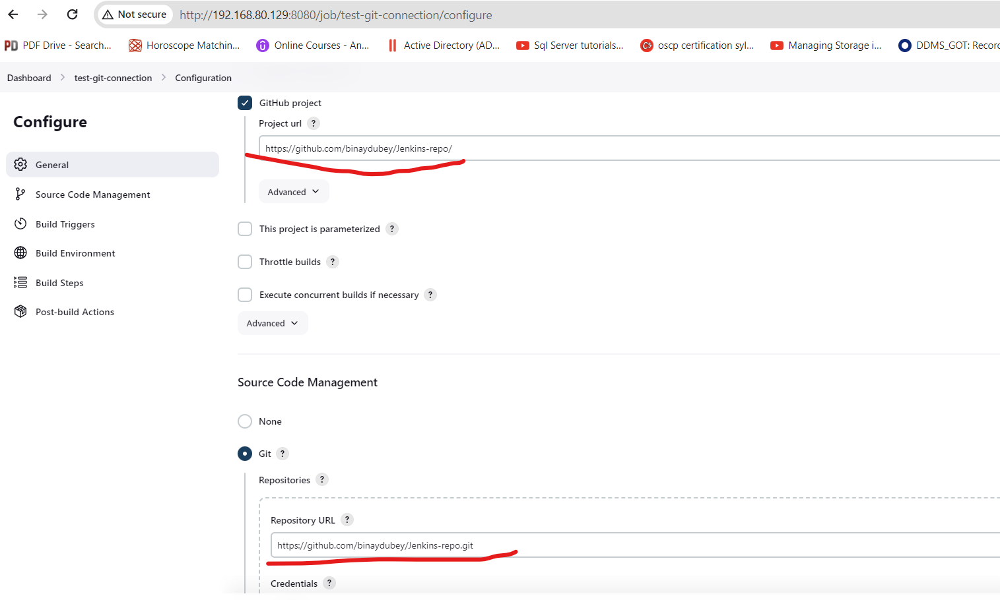 Not secure http://192.168.80.129:8080/job/test-git-connection/configure
PD PDF Drive - Search... Horoscope Matchin... Online Courses - An... Active Directory (AD... Sql Server tutorials... oscp certification syl... Managing Storage i... DDMS_GOT: Record
Dashboard > test-git-connection > Configuration
Configure
General
Source Code Management
Build Triggers
Build Environment
Build Steps
Post-build Actions
GitHub project
Project url ?
https://github.com/binaydubey/Jenkins-repo/
Advanced
This project is parameterized ?
Throttle builds ?
Execute concurrent builds if necessary ?
Advanced
Source Code Management
None
Git ?
Repositories ?
Repository URL ?
https://github.com/binaydubey/Jenkins-repo.git
Credentials ?